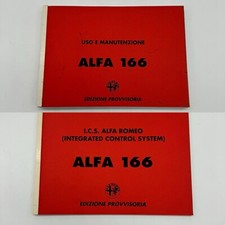 USO E MANUTENZIONE
ALFA 166
EDIZIONE PROVVISORIA
I.C.S. ALFA ROMEO
(INTEGRATED CONTROL SYSTEM)
ALFA 166
EDIZIONE PROVVISORIA